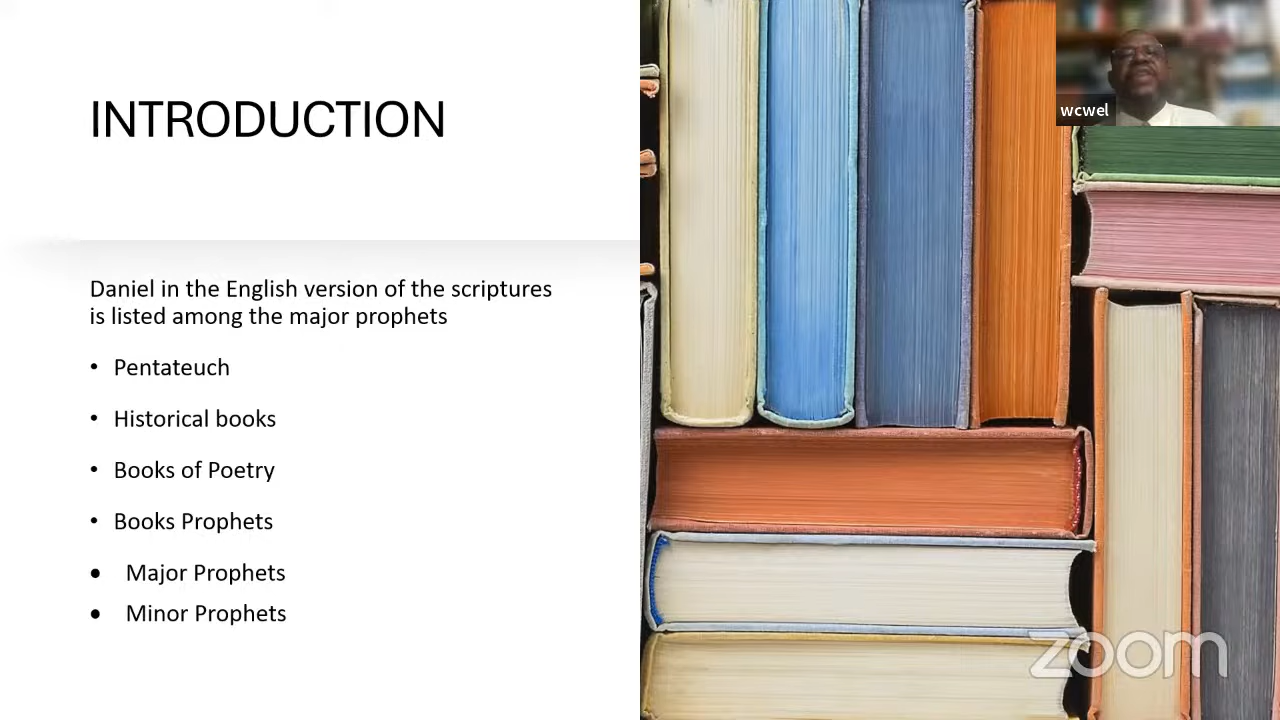 INTRODUCTION
Daniel in the English version of the scriptures
is listed among the major prophets
• Pentateuch
• Historical books
• Books of Poetry
• Books Prophets
• Major Prophets
• Minor Prophets
wcwel
zoom